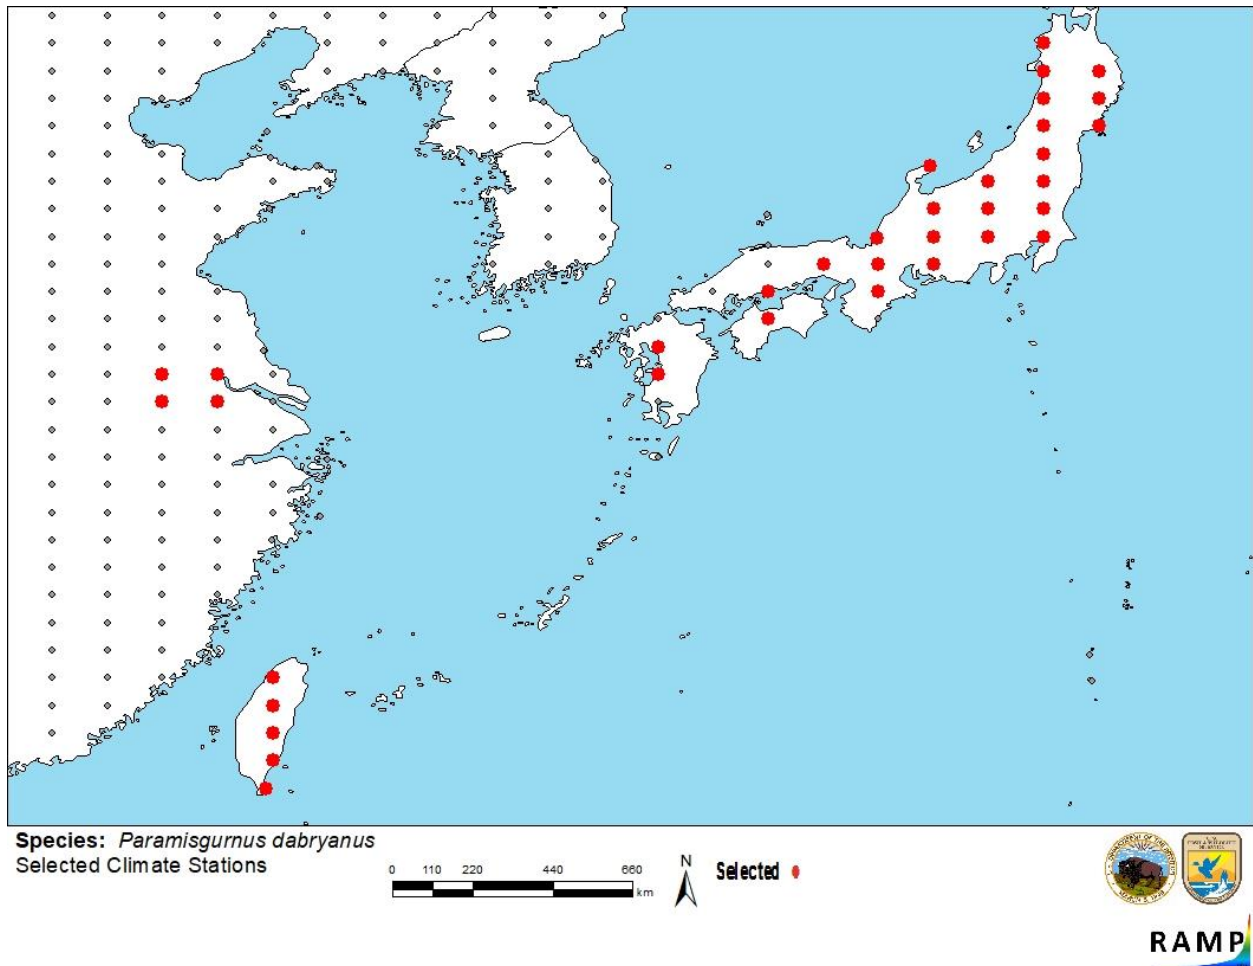 Species: Paramisgurnus dabryanus
Selected Climate Stations
0 110 220 440 660
km
N
Selected
RAMP